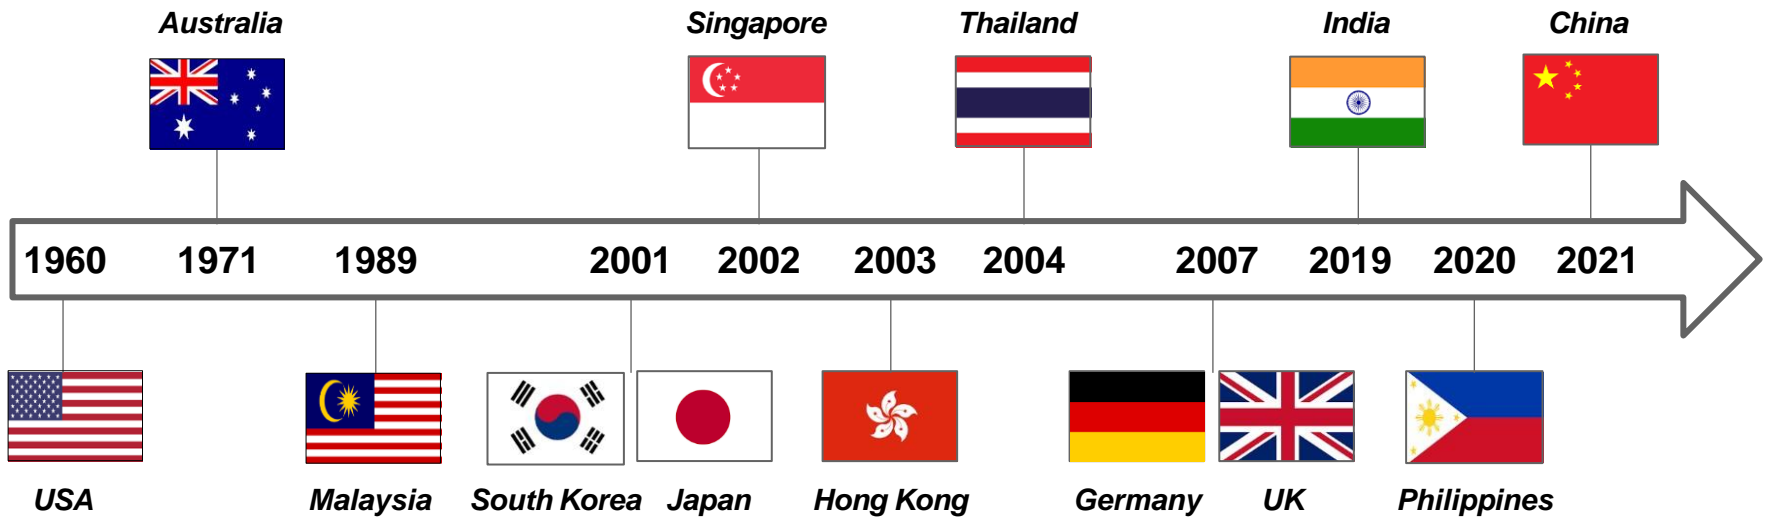 Australia
Singapore
Thailand
India
China
1960 1971 1989 2001 2002 2003 2004 2007 2019 2020 2021
USA
Malaysia
South Korea
Japan
Hong Kong
Germany
UK
Philippines